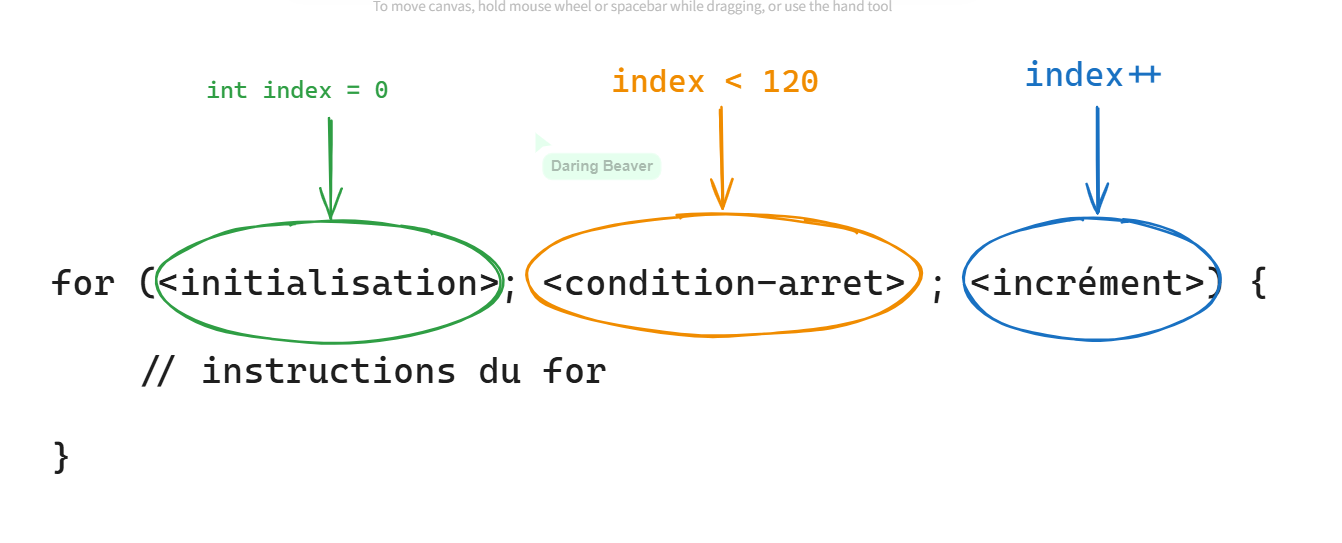 To move canvas, hold mouse wheel or spacebar while dragging, or use the hand tool
int index = 0
index < 120
index++
Daring Beaver
for (<initialisation>; <condition-arret> ; <incrément>) {
// instructions du for
}